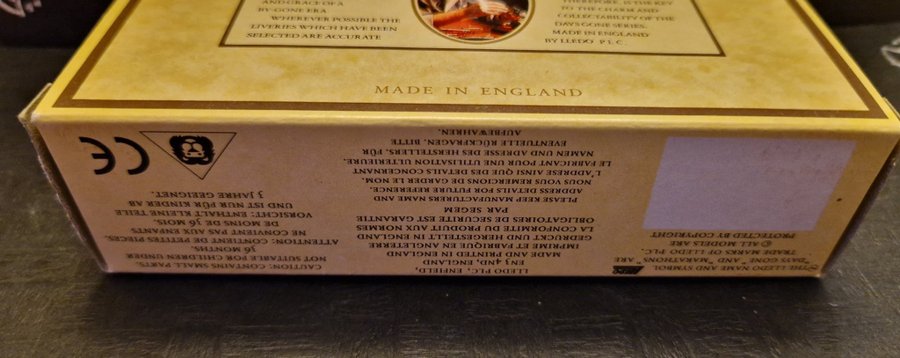 AND GRACE OF A
BY-GONE ERA
WHEREVER POSSIBLE THE
LIVERIES WHICH HAVE BEEN
SELECTED ARE ACCURATE
THEREFORE, IS THE KEY
TO THE CHARM AND
COLLECTABILITY OF THE
DAYS GONE SERIES.
MADE IN ENGLAND
BY LLEDO P.L.C.
MADE IN ENGLAND
©THE LLEDO NAME AND SYMBOL
"DAYS GONE" AND "MARATHONS" ARE
TRADE MARKS OF LLEDO PLC
© ALL MODELS ARE
PROTECTED BY COPYRIGHT
LLEDO PLC, ENFIELD,
EN3 4ND, ENGLAND
MADE AND PRINTED IN ENGLAND
IMPRIMÉ ET FABRIQUÉ EN ANGLETERRE
GEDRUCKT UND HERGESTELLT IN ENGLAND
LA CONFORMITÉ DU PRODUIT AUX NORMES
OBLIGATOIRES DE SECURITE EST GARANTIE
PAR SEGEM
PLEASE KEEP MANUFACTURERS NAME AND
ADDRESS DETAILS FOR FUTURE REFERENCE.
NOUS VOUS REMERCIONS DE GARDER LE NOM,
L'ADDRESSE AINSI QUE DES DETAILS CONCERNANT
LE FABRICANT POUR UNE UTILISATION ULTERIEURE.
NAMEN UND ADRESSE DES HERSTELLERS, FÜR
EVENTUELLE RÜCKFRAGEN, BITTE
AUFBEWAHREN.
CAUTION: CONTAINS SMALL PARTS.
NOT SUITABLE FOR CHILDREN UNDER
36 MONTHS.
ATTENTION: CONTIENT DE PETITES PIECES.
NE CONVIENT PAS AUX ENFANTS
DE MOINS DE 36 MOIS.
VORSICHT: ENTHÄLT KLEINE TEILE
UND IST NUR FÜR KINDER AB
3 JAHRE GEEIGNET.
CE